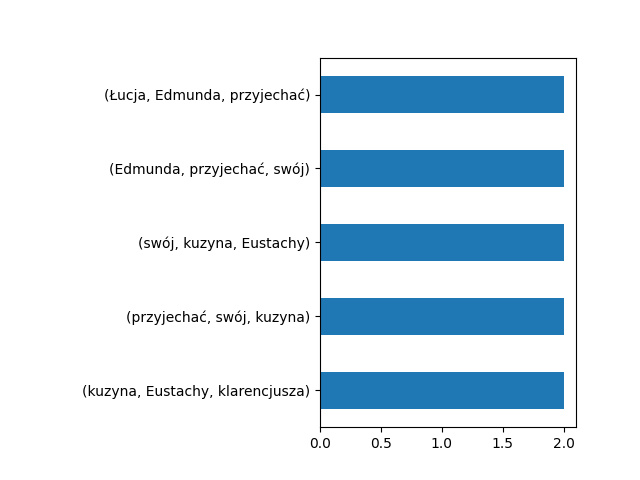 (Łucja, Edmunda, przyjechać)
(Edmunda, przyjechać, swój)
(swój, kuzyna, Eustachy)
(przyjechać, swój, kuzyna)
(kuzyna, Eustachy, klarencjusza)
0.0 0.5 1.0 1.5 2.0